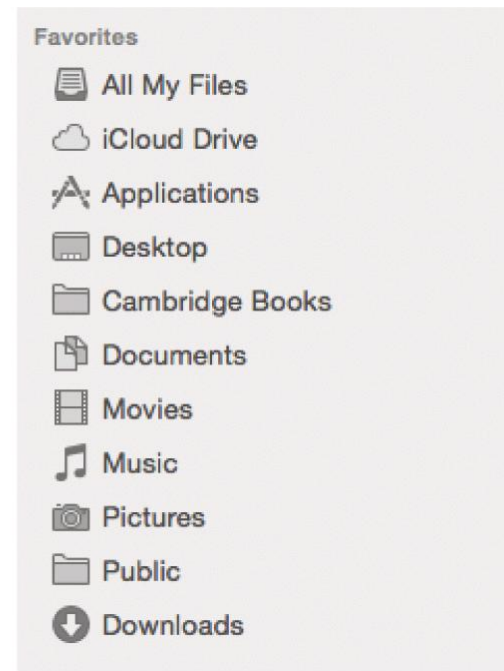 Favorites
All My Files
iCloud Drive
Applications
Desktop
Cambridge Books
Documents
Movies
Music
Pictures
Public
Downloads